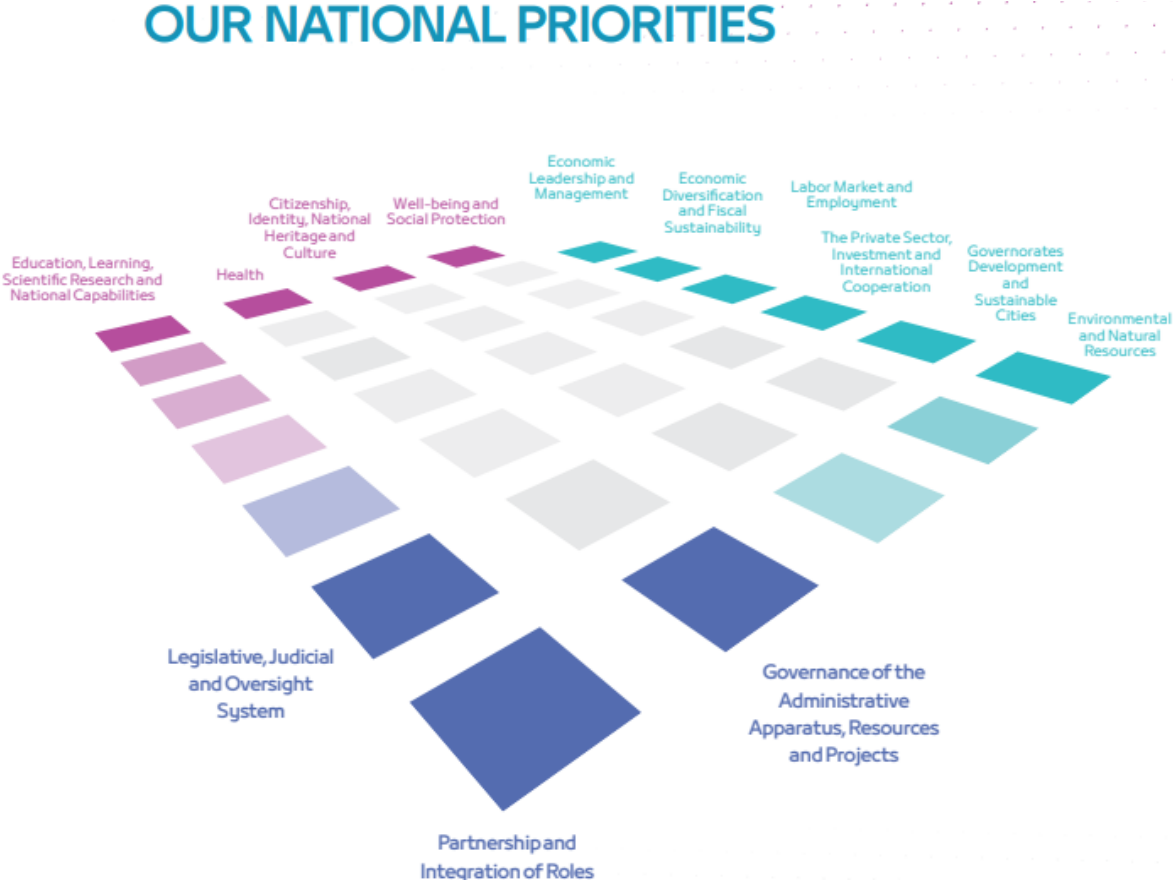 OUR NATIONAL PRIORITIES
Education, Learning,
Scientific Research and
National Capabilities
Health
Citizenship,
Identity, National
Heritage and
Culture
Well-being and
Social Protection
Economic
Leadership and
Management
Economic
Diversification
and Fiscal
Sustainability
Labor Market and
Employment
The Private Sector,
Investment and
International
Cooperation
Governorates
Development
and
Sustainable
Cities
Environmental
and Natural
Resources
Legislative, Judicial
and Oversight
System
Governance of the
Administrative
Apparatus, Resources
and Projects
Partnership and
Integration of Roles